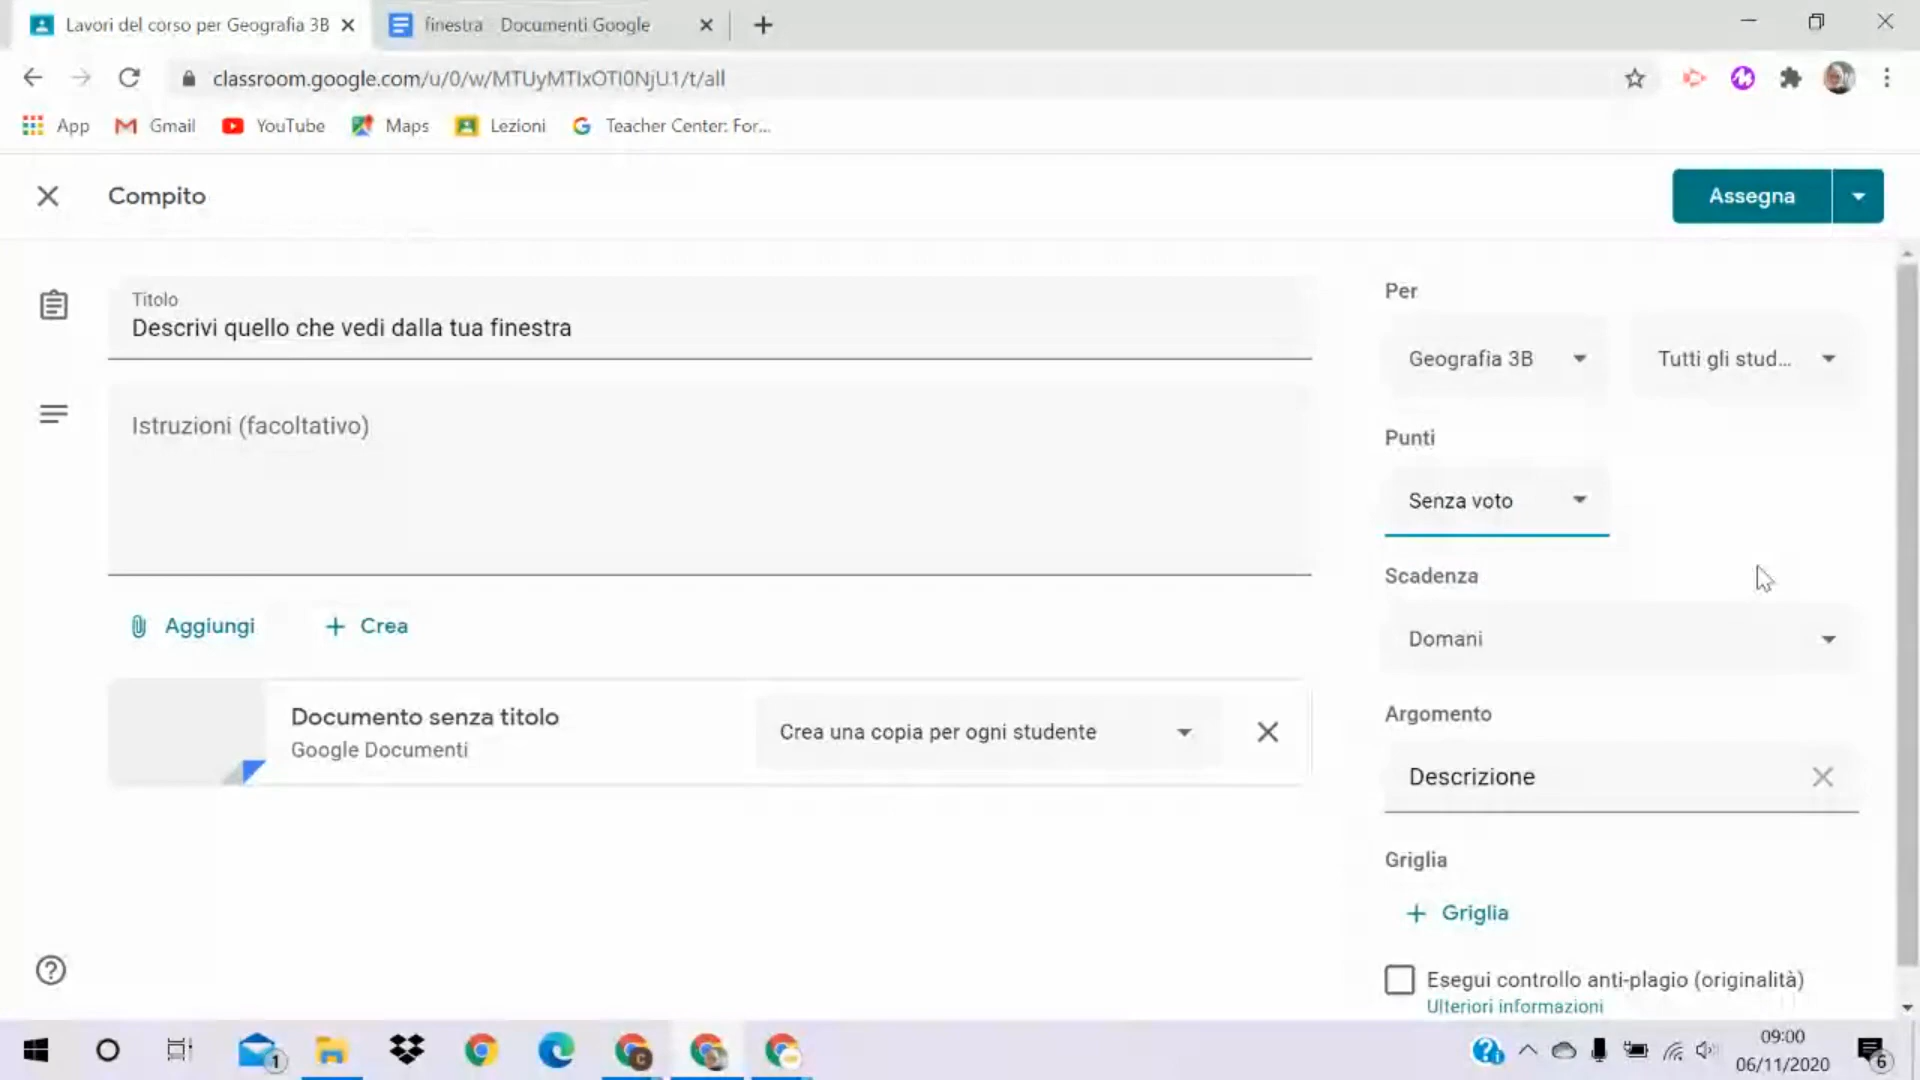 Lavori del corso per Geografia 3B
finestra Documenti Google
classroom.google.com/u/0/w/MTUyMTIxOTI0NjU1/t/all
App Gmail YouTube Maps Lezioni Teacher Center: For...
Compito
Assegna
Titolo
Descrivi quello che vedi dalla tua finestra
Istruzioni (facoltativo)
Aggiungi
Crea
Documento senza titolo
Google Documenti
Crea una copia per ogni studente
Per
Geografia 3B
Tutti gli stud...
Punti
Senza voto
Scadenza
Domani
Argomento
Descrizione
Griglia
Griglia
Esegui controllo anti-plagio (originalità)
Ulteriori informazioni
1
C
09:00
06/11/2020
6